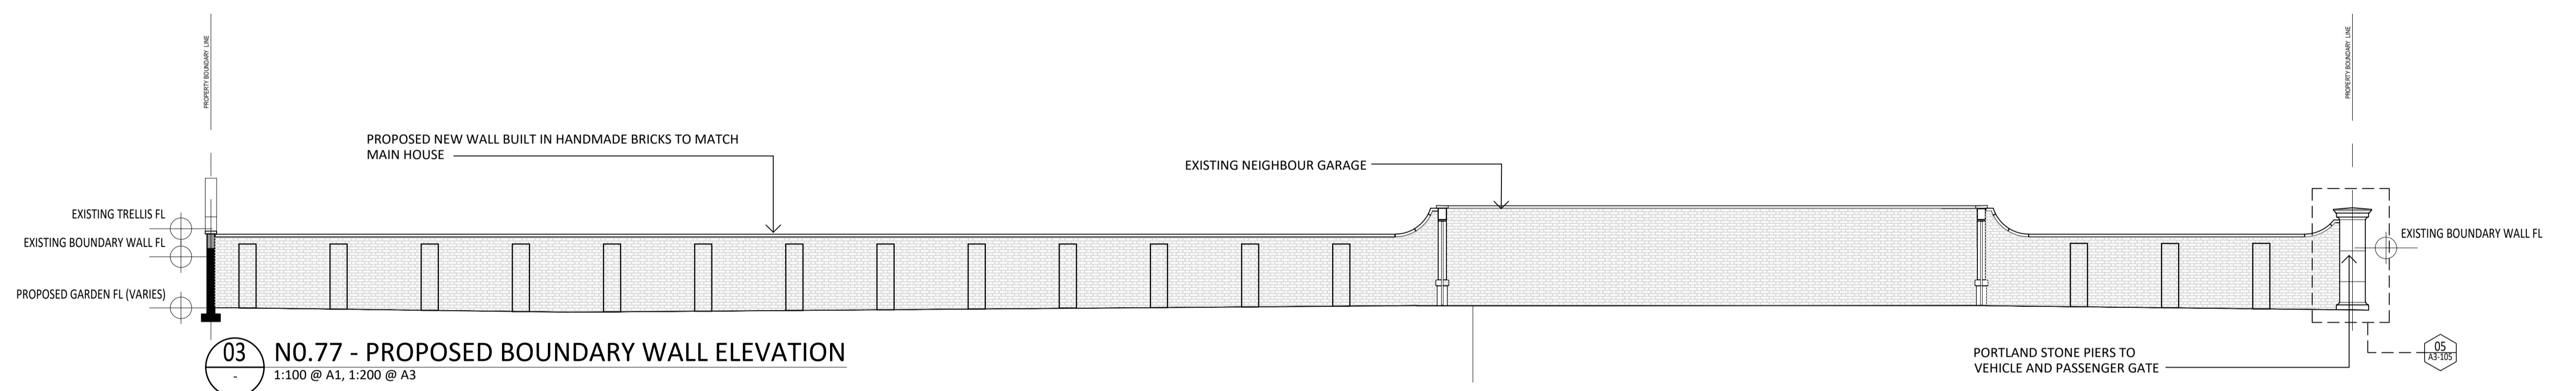 PROPERTY BOUNDARY LINE
PROPERTY BOUNDARY LINE
PROPOSED NEW WALL BUILT IN HANDMADE BRICKS TO MATCH
MAIN HOUSE
EXISTING NEIGHBOUR GARAGE
EXISTING TRELLIS FL
EXISTING BOUNDARY WALL FL
PROPOSED GARDEN FL (VARIES)
EXISTING BOUNDARY WALL FL
03
-
N0.77 - PROPOSED BOUNDARY WALL ELEVATION
1:100 @ A1, 1:200 @ A3
PORTLAND STONE PIERS TO
VEHICLE AND PASSENGER GATE
05
A3-105